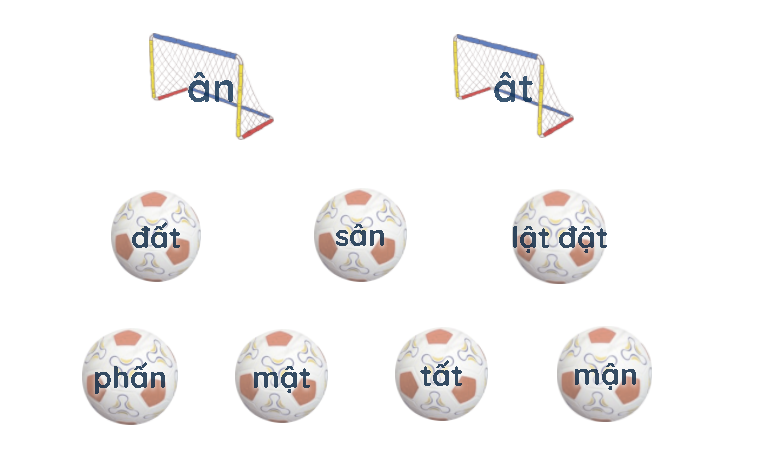 ân ât
đất sân lật đật
phấn mật tất mận